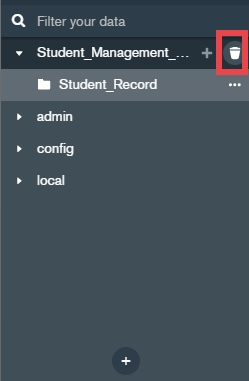 Filter your data
Student_Management_...
Student_Record
admin
config
local